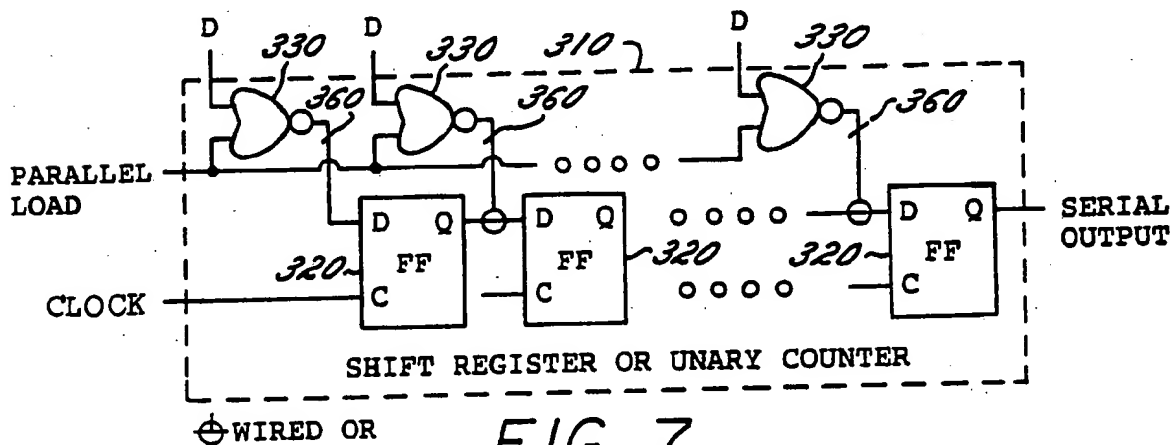 D D D
330 330 310 330
360 360 360
PARALLEL
LOAD
D Q D Q D Q SERIAL
OUTPUT
320 FF FF 320 320 FF
CLOCK C C C
SHIFT REGISTER OR UNARY COUNTER
WIRED OR
FIG. 7